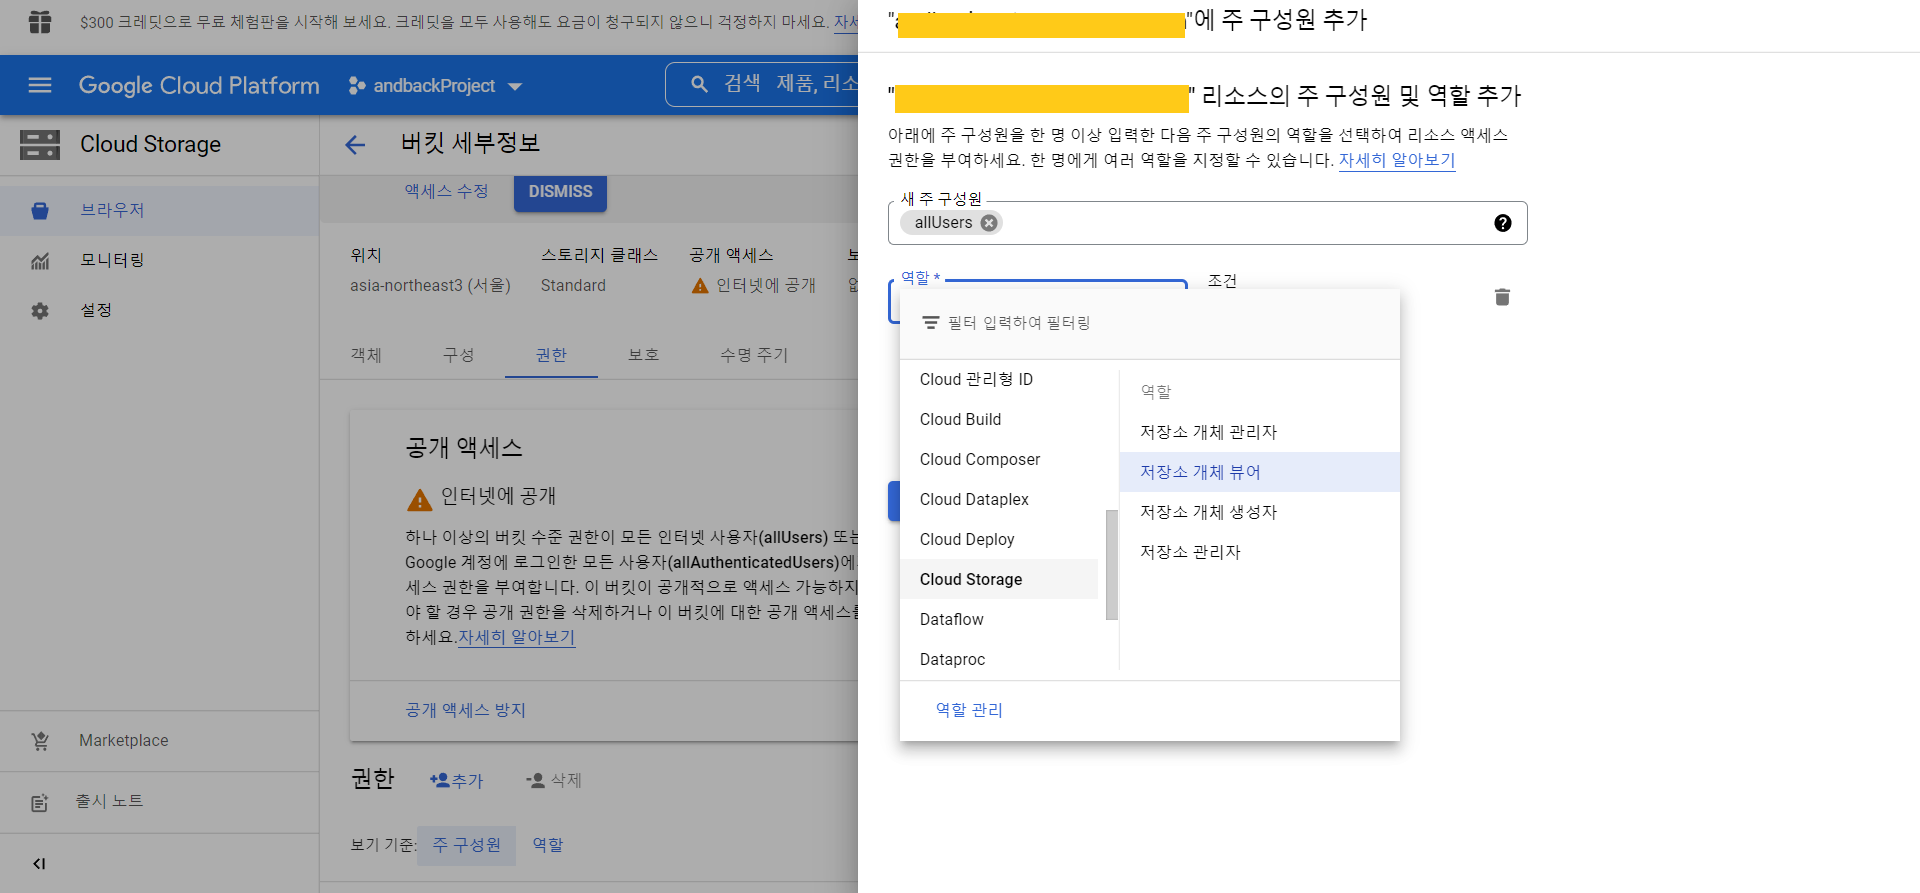 $300 크레딧으로 무료 체험판을 시작해 보세요. 크레딧을 모두 사용해도 요금이 청구되지 않으니 걱정하지 마세요.
Google Cloud Platform
andbackProject
검색 제품, 리소
Cloud Storage
브라우저
모니터링
설정
Marketplace
출시 노트
버킷 세부정보
액세스 수정
DISMISS
위치
스토리지 클래스
공개 액세스
asia-northeast3 (서울)
Standard
인터넷에 공개
객체
구성
권한
보호
수명 주기
공개 액세스
인터넷에 공개
하나 이상의 버킷 수준 권한이 모든 인터넷 사용자(allUsers) 또는
Google 계정에 로그인한 모든 사용자(allAuthenticatedUsers)에
세스 권한을 부여합니다. 이 버킷이 공개적으로 액세스 가능하지
야 할 경우 공개 권한을 삭제하거나 이 버킷에 대한 공개 액세스를
하세요.자세히 알아보기
공개 액세스 방지
권한
추가
삭제
보기 기준:
주 구성원
역할
"에 주 구성원 추가
" " 리소스의 주 구성원 및 역할 추가
아래에 주 구성원을 한 명 이상 입력한 다음 주 구성원의 역할을 선택하여 리소스 액세스
권한을 부여하세요. 한 명에게 여러 역할을 지정할 수 있습니다. 자세히 알아보기
새 주 구성원
allUsers
역할 *
조건
필터 입력하여 필터링
Cloud 관리형 ID
Cloud Build
Cloud Composer
Cloud Dataplex
Cloud Deploy
Cloud Storage
Dataflow
Dataproc
역할
저장소 개체 관리자
저장소 개체 뷰어
저장소 개체 생성자
저장소 관리자
역할 관리